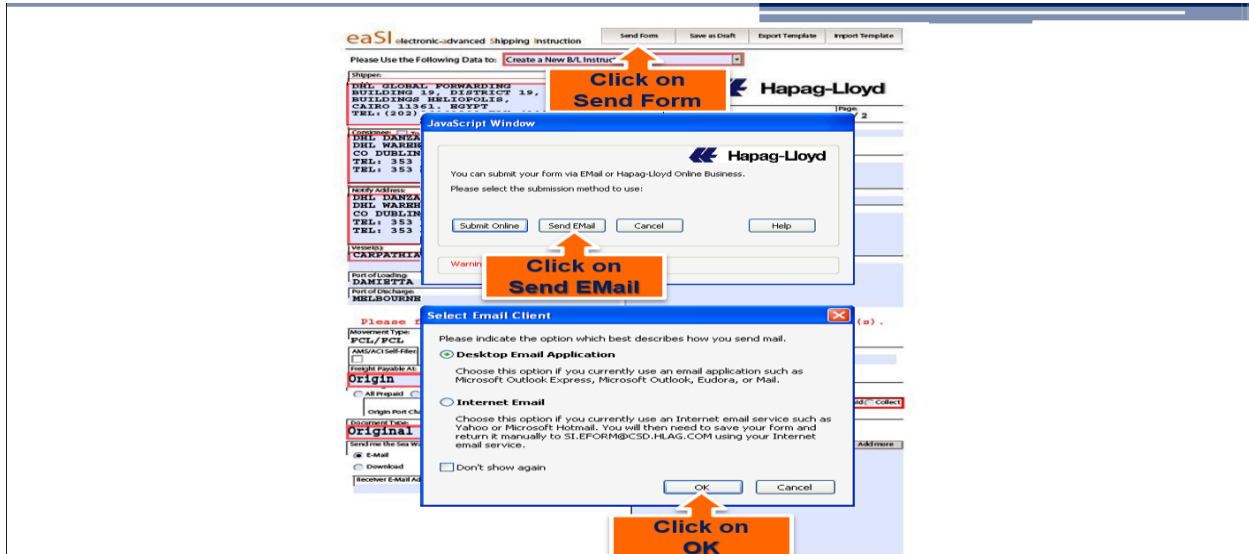 eaSI electronic-advanced Shipping Instruction
Send Form
Save as Draft
Export Template
Import Template
Please Use the Following Data to:
Create a New B/L Instruc
Click on
Send Form
Shipper:
DHL GLOBAL FORWARDING
BUILDING 19, DISTRICT 19,
BUILDINGS HELIOPOLIS,
CAIRO 11361. EGYPT
TEL:(202)
Hapag-Lloyd
Page:
/ 2
Consignee:
DHL DANZA
DHL WAREH
CO DUBLIN
TEL: 353
TEL: 353
Notify Address:
DHL DANZA
DHL WAREH
CO DUBLIN
TEL: 353
TEL: 353
Vessel(s):
CARPATHIA
Port of Loading:
DAMIETTA
Port of Discharge:
MELBOURNE
JavaScript Window
Hapag-Lloyd
You can submit your form via EMail or Hapag-Lloyd Online Business.
Please select the submission method to use:
Submit Online
Send EMail
Cancel
Help
Warnin
Click on
Send EMail
Please f
(s).
Movement Type:
FCL/FCL
AMS/ACI Self-Filer
Freight Payable At:
Origin
All Prepaid
Origin Port Cha
Collect
Document Type:
Original
Send me the Sea Wa
E-Mail
Download
Receiver E-Mail Ad
Add more
Select Email Client
Please indicate the option which best describes how you send mail.
Desktop Email Application
Choose this option if you currently use an email application such as
Microsoft Outlook Express, Microsoft Outlook, Eudora, or Mail.
Internet Email
Choose this option if you currently use an Internet email service such as
Yahoo or Microsoft Hotmail. You will then need to save your form and
return it manually to SI.EFORM@CSD.HLAG.COM using your Internet
email service.
Don't show again
OK
Cancel
Click on
OK